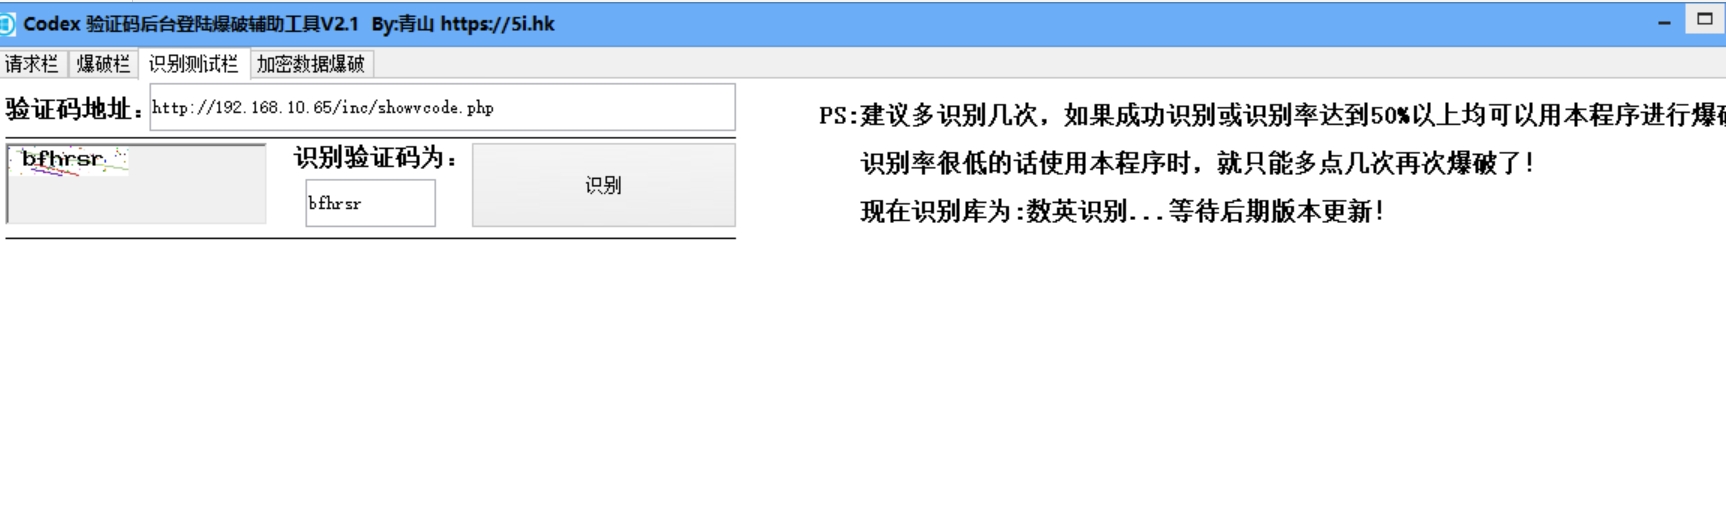 Codex 验证码后台登陆爆破辅助工具V2.1 By:青山 https://5i.hk
请求栏 爆破栏 识别测试栏 加密数据爆破
验证码地址: http://192.168.10.65/inc/showvcode.php
bfhrsr
识别验证码为:
bfhrsr
识别
PS:建议多识别几次，如果成功识别或识别率达到50%以上均可以用本程序进行爆破
识别率很低的话使用本程序时，就只能多点几次再次爆破了!
现在识别库为:数英识别...等待后期版本更新!